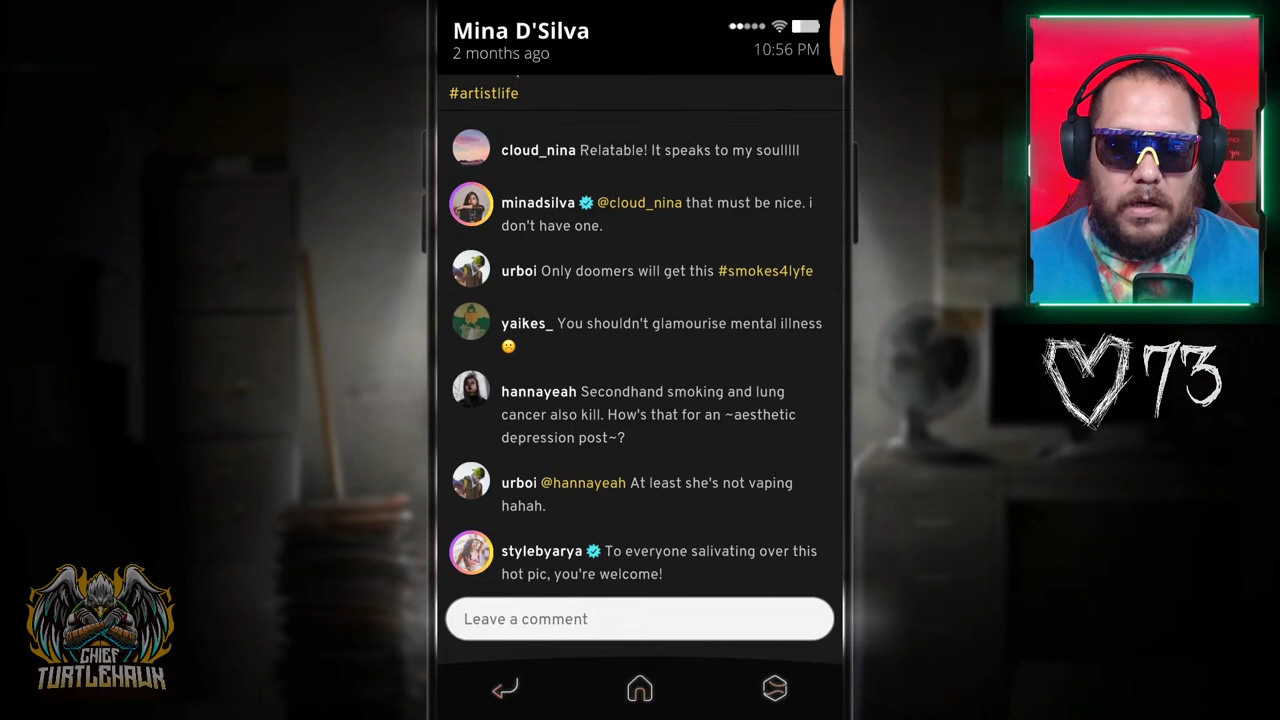 Mina D'Silva
2 months ago
10:56 PM
#artistlife
cloud_nina Relatable! It speaks to my soulllll
minadsilva @cloud_nina that must be nice. i
don't have one.
urboi Only doomers will get this #smokes4lyfe
yaikes_ You shouldn't glamourise mental illness
hannayeah Secondhand smoking and lung
cancer also kill. How's that for an ~aesthetic
depression post~?
urboi @hannayeah At least she's not vaping
hahah.
stylebyarya To everyone salivating over this
hot pic, you're welcome!
Leave a comment
73
CHIEF
TURTLEHAWK